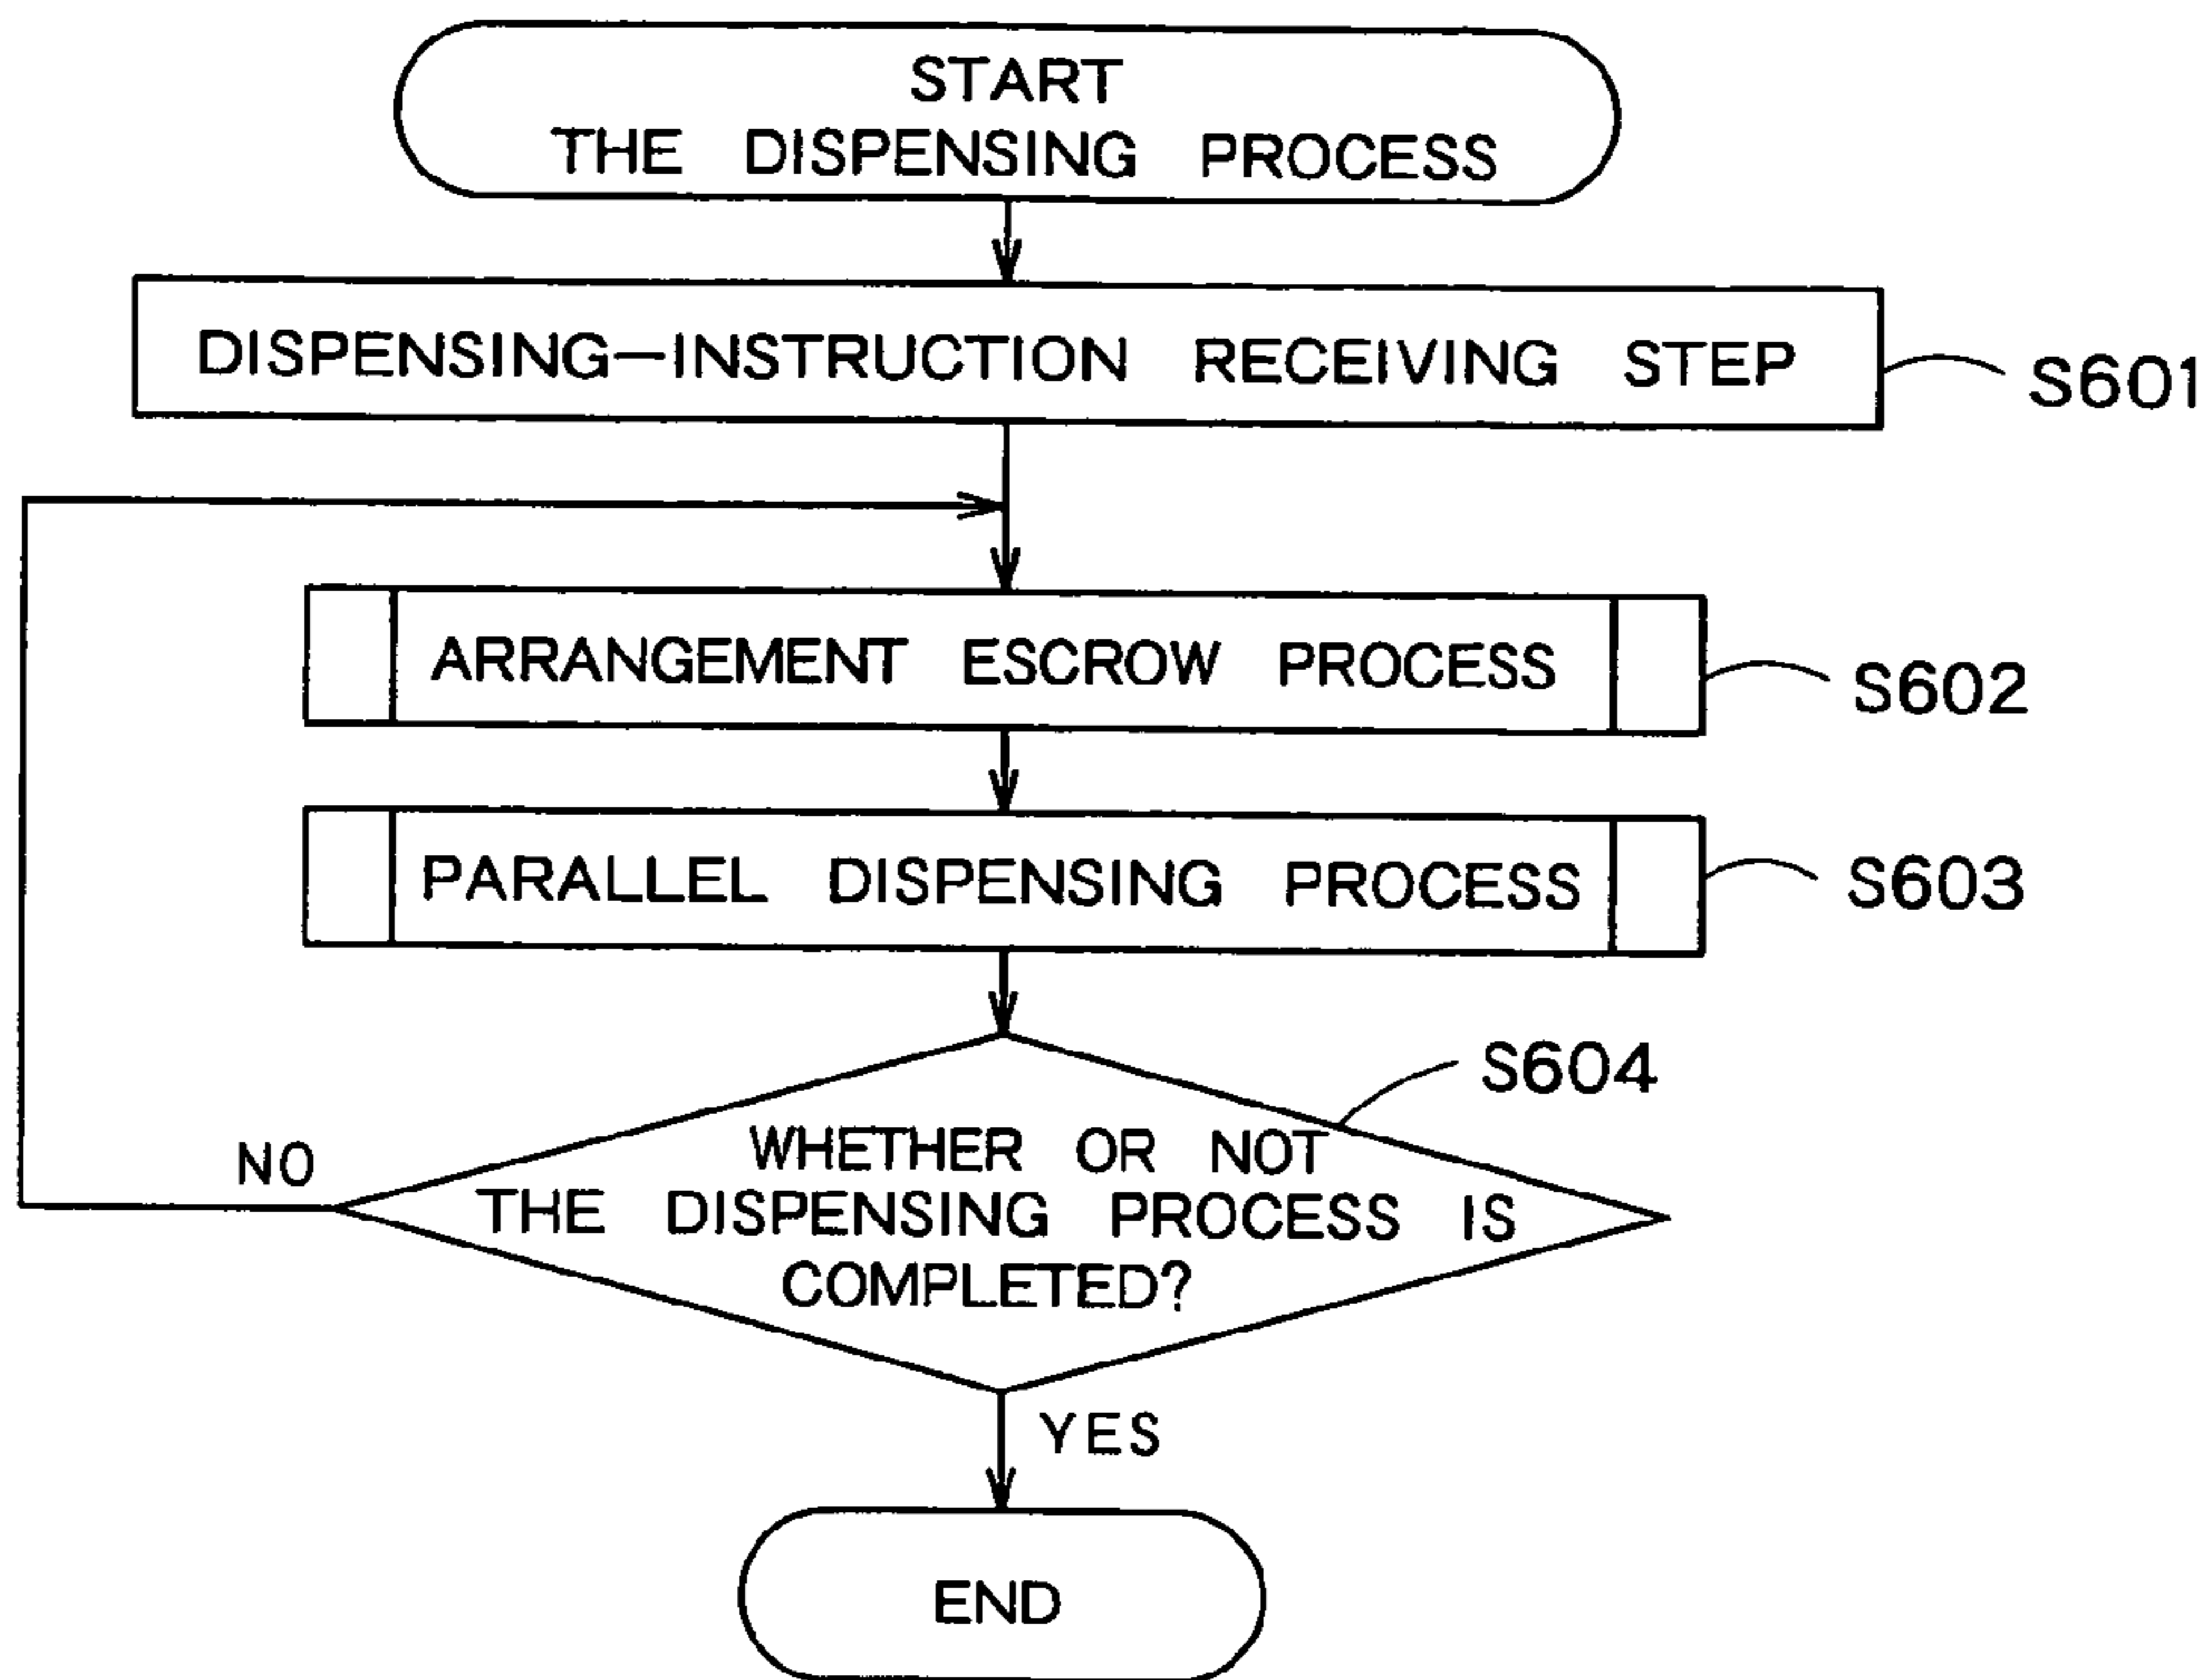 START
THE DISPENSING PROCESS
DISPENSING-INSTRUCTION RECEIVING STEP
S601
ARRANGEMENT ESCROW PROCESS
S602
PARALLEL DISPENSING PROCESS
S603
S604
WHETHER OR NOT
THE DISPENSING PROCESS IS
COMPLETED?
NO
YES
END